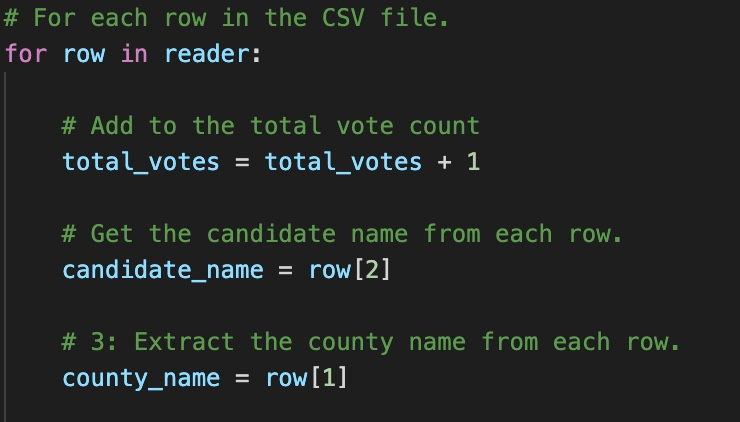 # For each row in the CSV file.
for row in reader:
# Add to the total vote count
total_votes = total_votes + 1
# Get the candidate name from each row.
candidate_name = row[2]
# 3: Extract the county name from each row.
county_name = row[1]